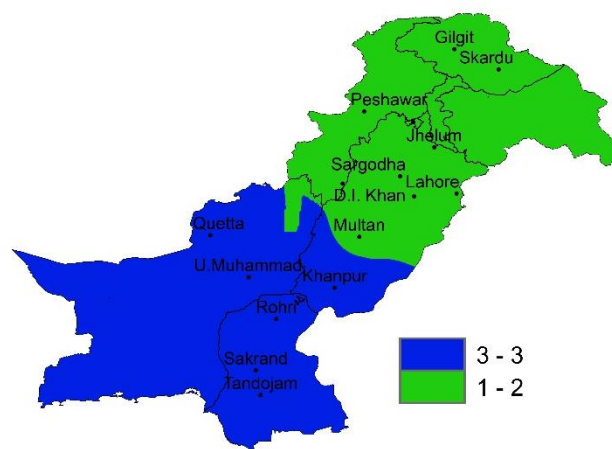 Gilgit
Skardu
Peshawar
Jhelum
Sargodha
Lahore
D.I. Khan
Multan
Quetta
U.Muhammad
Khanpur
Rohri
Sakrand
Tandojam
3 - 3
1 - 2